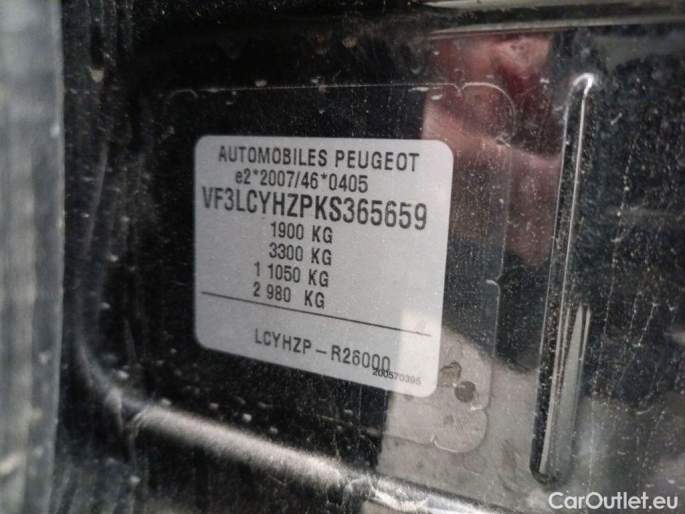 AUTOMOBILES PEUGEOT
e2*2007/46*0405
VF3LCYHZPKS365659
1900 KG
3300 KG
1 1050 KG
2 980 KG
LCYHZP-R26000
200570395
CarOutlet.eu